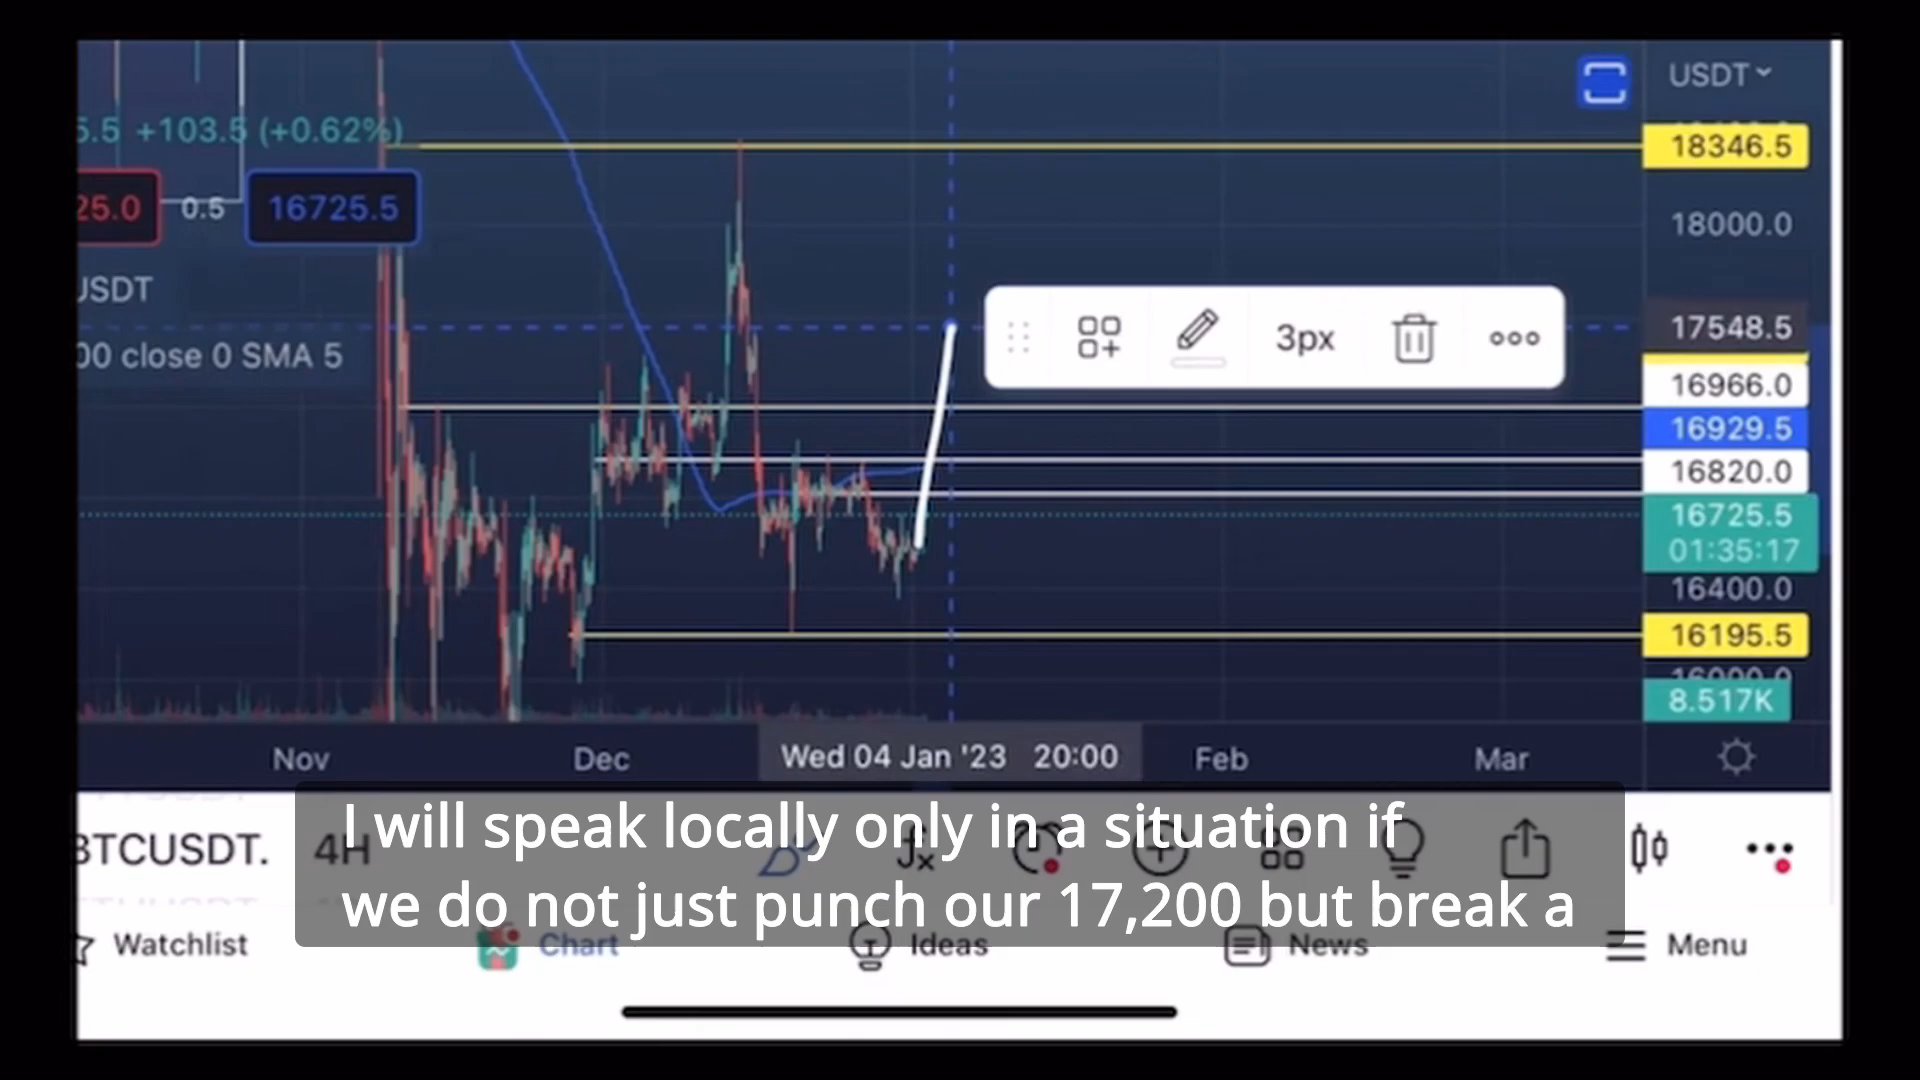 USDT
5.5 +103.5 (+0.62%)
18346.5
25.0 0.5 16725.5
18000.0
USDT
17548.5
3px
00 close 0 SMA 5
16966.0
16929.5
16820.0
16725.5
01:35:17
16400.0
16195.5
8.517K
Nov Dec Wed 04 Jan '23 20:00 Feb Mar
I will speak locally only in a situation if
BTCUSDT. 4H
we do not just punch our 17,200 but break a
Watchlist Chart Ideas News Menu